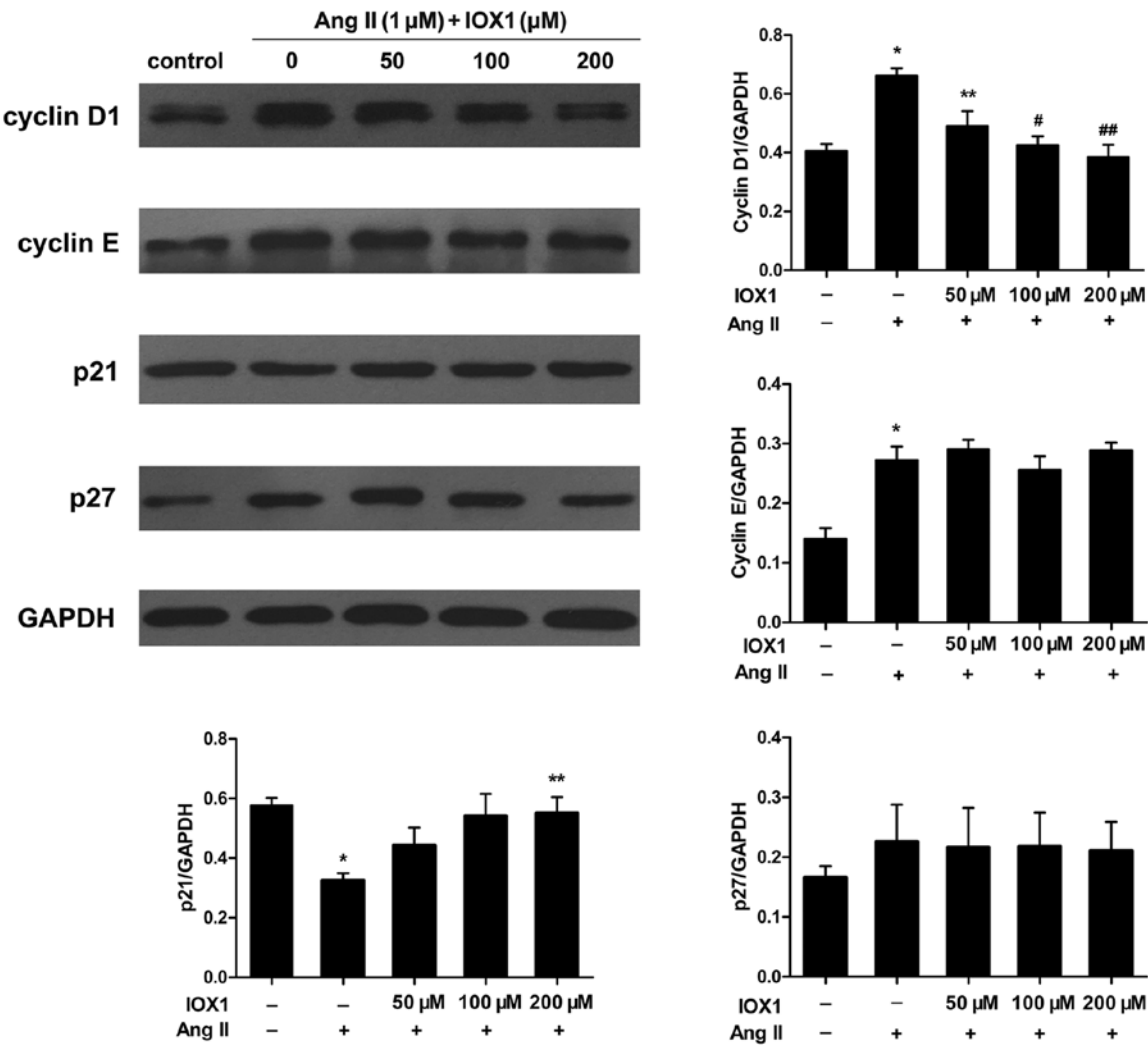 Ang II (1 µM) + IOX1 (µM)
control 0 50 100 200
cyclin D1
cyclin E
p21
p27
GAPDH
Cyclin D1/GAPDH
0.8
0.6
0.4
0.2
0.0
* ** # ##
IOX1 – – 50 µM 100 µM 200 µM
Ang II – + + + +
Cyclin E/GAPDH
0.4
0.3
0.2
0.1
0.0
*
IOX1 – – 50 µM 100 µM 200 µM
Ang II – + + + +
p21/GAPDH
0.8
0.6
0.4
0.2
0.0
* **
IOX1 – – 50 µM 100 µM 200 µM
Ang II – + + + +
p27/GAPDH
0.4
0.3
0.2
0.1
0.0
IOX1 – – 50 µM 100 µM 200 µM
Ang II – + + + +